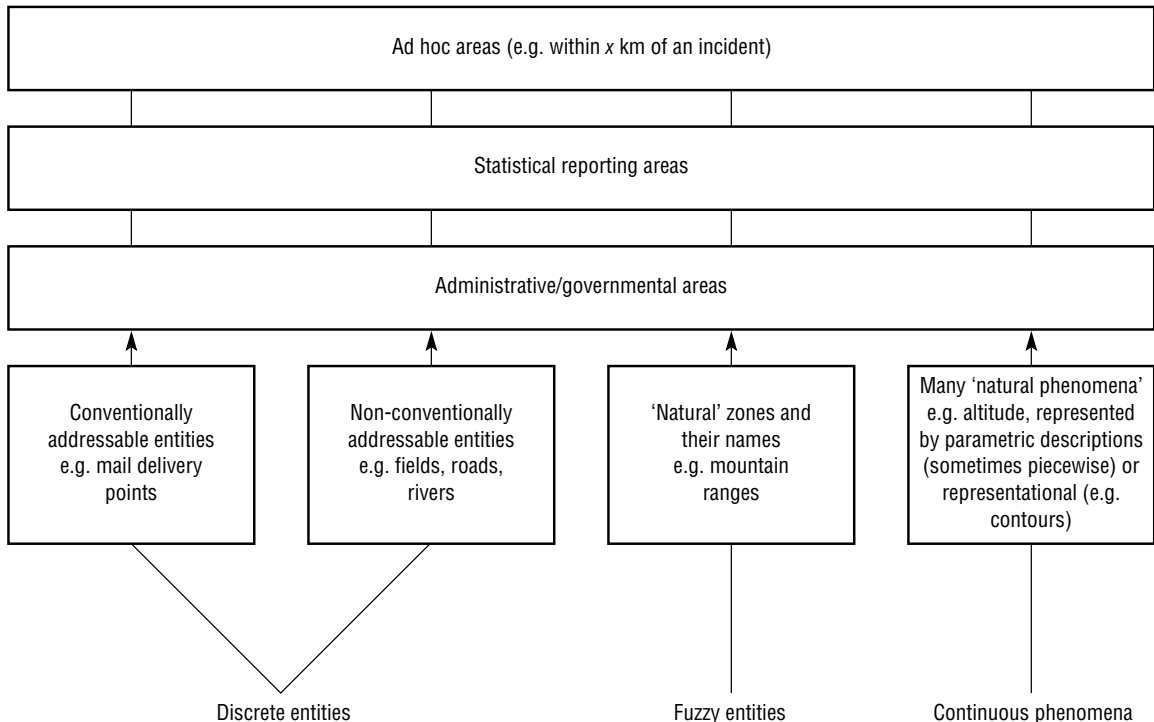 Ad hoc areas (e.g. within x km of an incident)
Statistical reporting areas
Administrative/governmental areas
Conventionally
addressable entities
e.g. mail delivery
points
Non-conventionally
addressable entities
e.g. fields, roads,
rivers
‘Natural’ zones and
their names
e.g. mountain
ranges
Many ‘natural phenomena’
e.g. altitude, represented
by parametric descriptions
(sometimes piecewise) or
representational (e.g.
contours)
Discrete entities
Fuzzy entities
Continuous phenomena